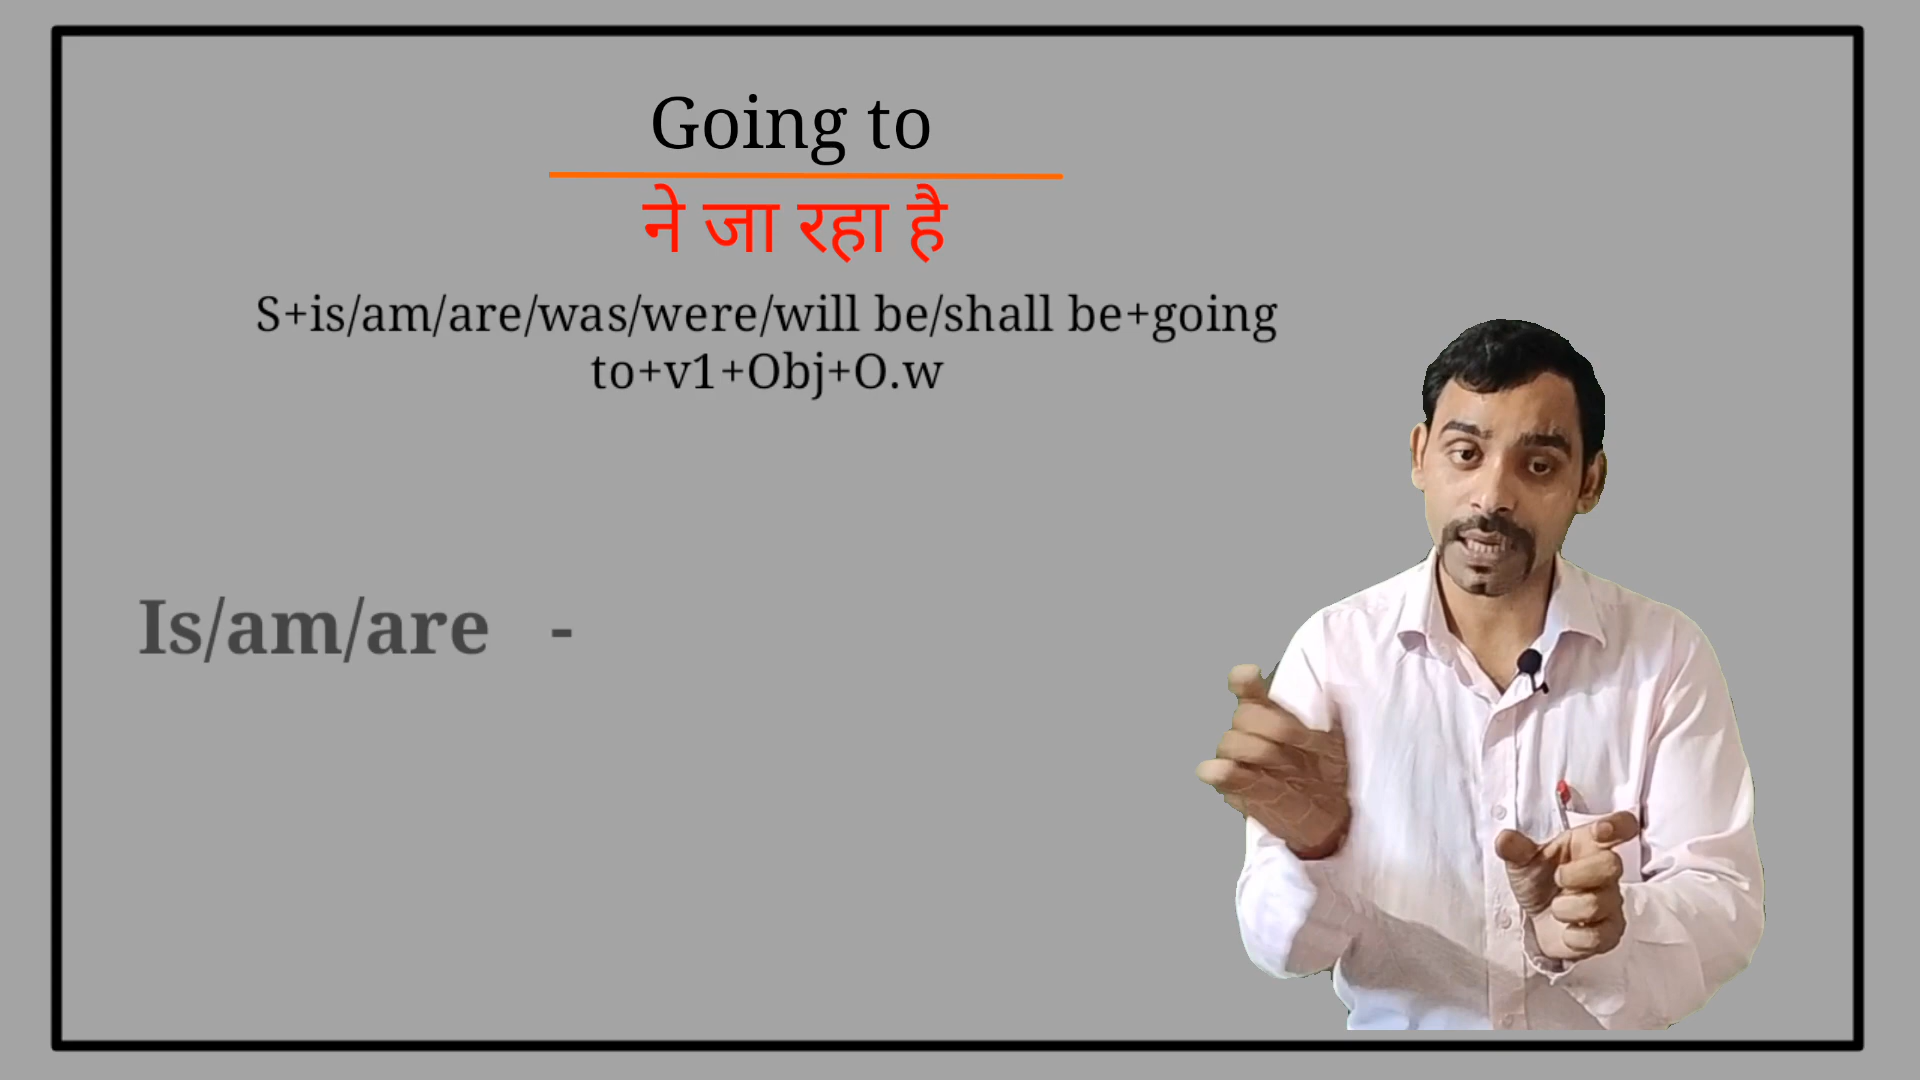 Going to
ने जा रहा है
S+is/am/are/was/were/will be/shall be+going
to+v1+Obj+O.w
Is/am/are -